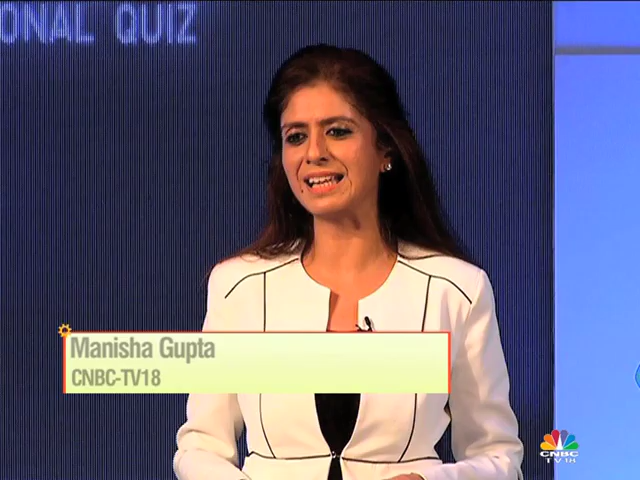 ONAL QUIZ
Manisha Gupta
CNBC-TV18
CNBC
TV18